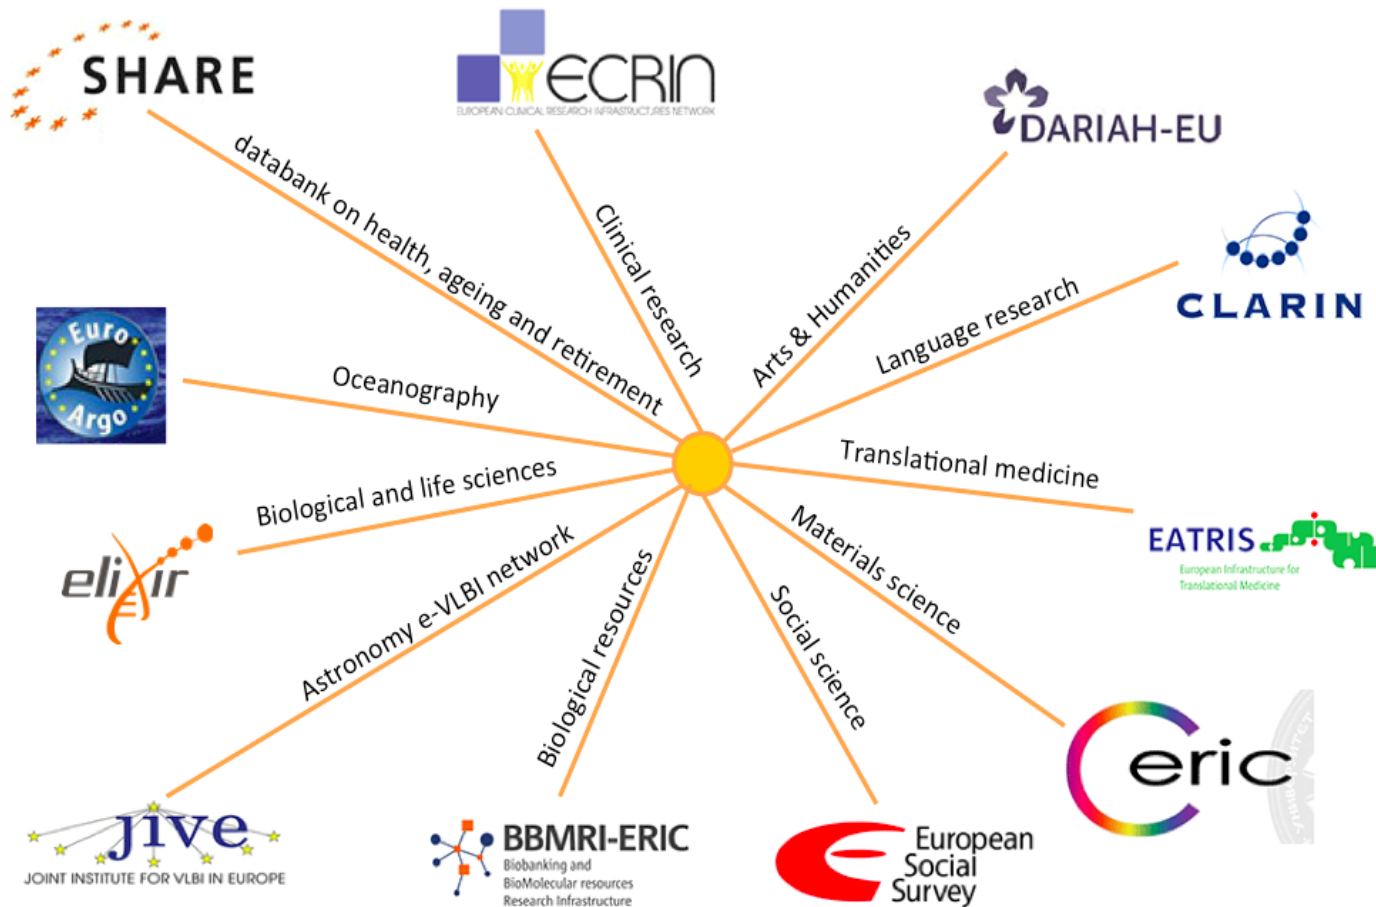 SHARE
ECRIN
EUROPEAN CLINICAL RESEARCH INFRASTRUCTURES NETWORK
DARIAH-EU
CLARIN
databank on health, ageing and retirement
Clinical research
Arts & Humanities
Language research
Euro
Argo
Oceanography
Translational medicine
Biological and life sciences
elixir
EATRIS
European Infrastructure for
Translational Medicine
Astronomy e-VLBI network
Biological resources
Social science
Materials science
Ceric
jive
JOINT INSTITUTE FOR VLBI IN EUROPE
BBMRI-ERIC
Biobanking and
BioMolecular resources
Research Infrastructure
European
Social
Survey